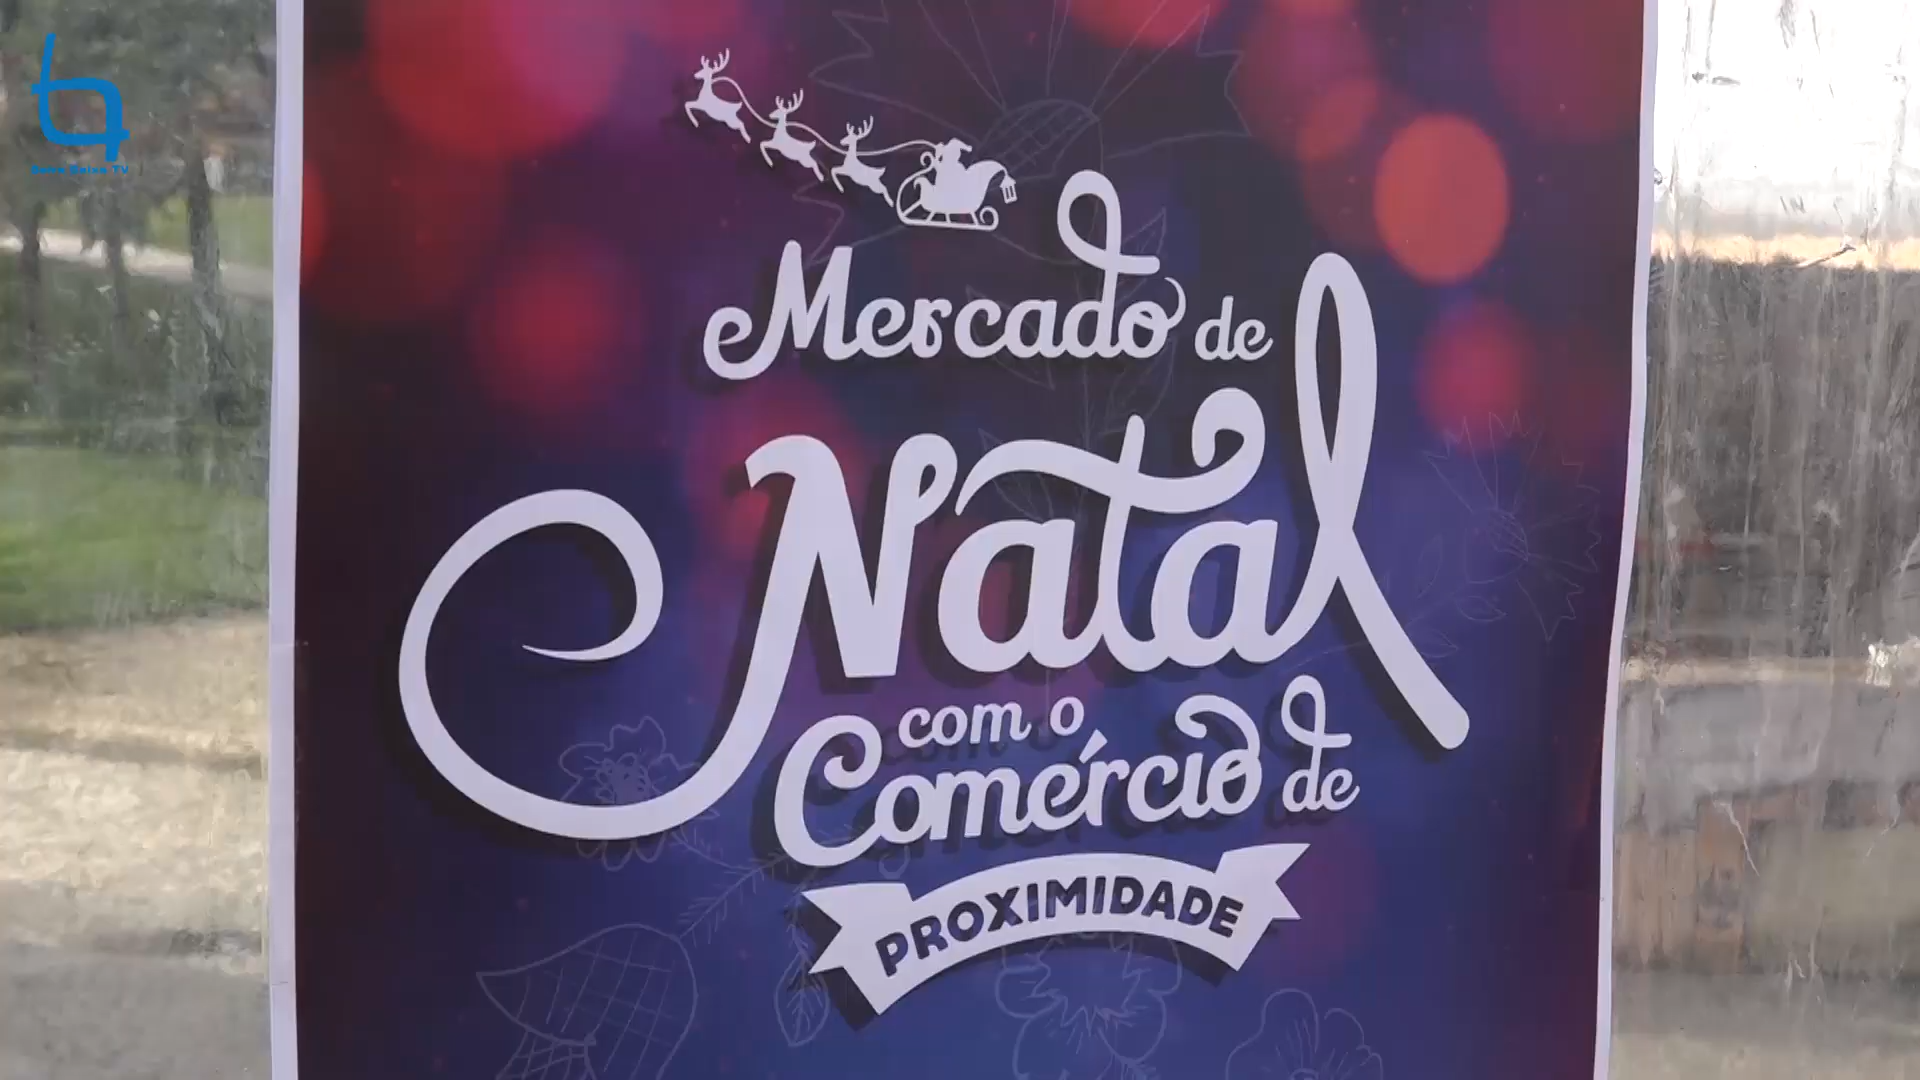 Mercado de
Natal
com o
Comércio de
PROXIMIDADE